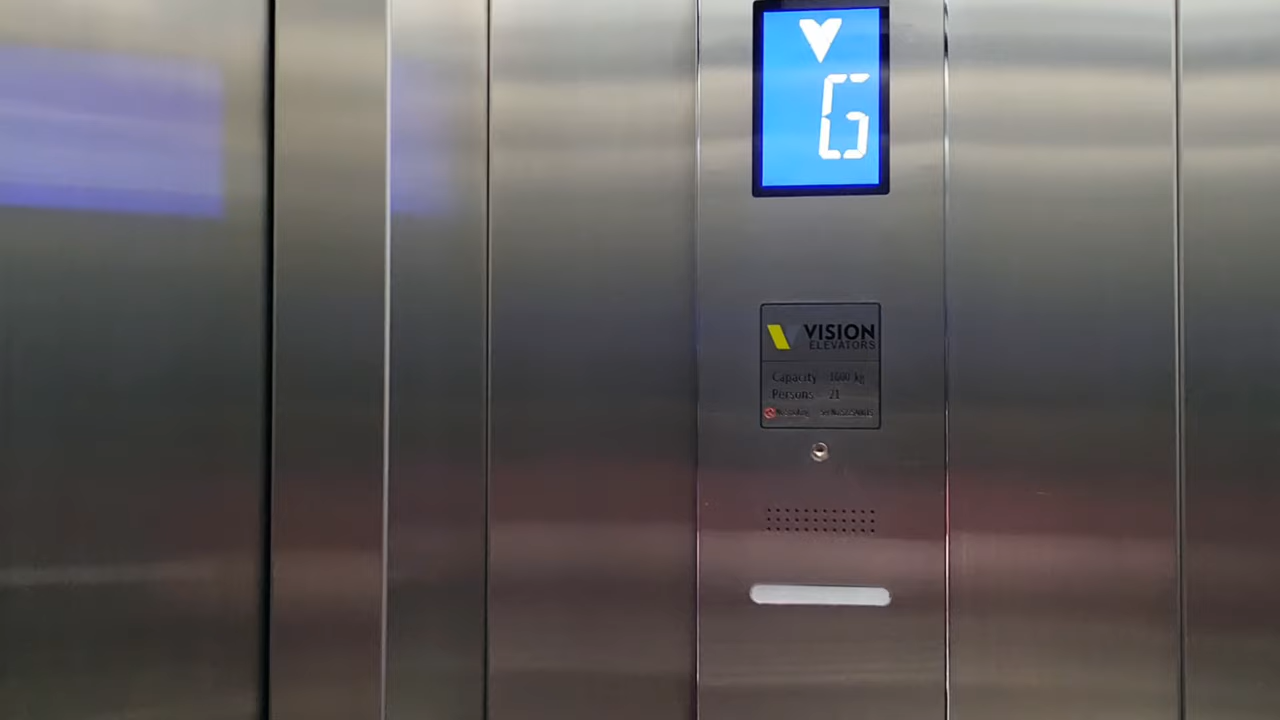 G
VISION
ELEVATORS
Capacity 1600 kg
Persons 21